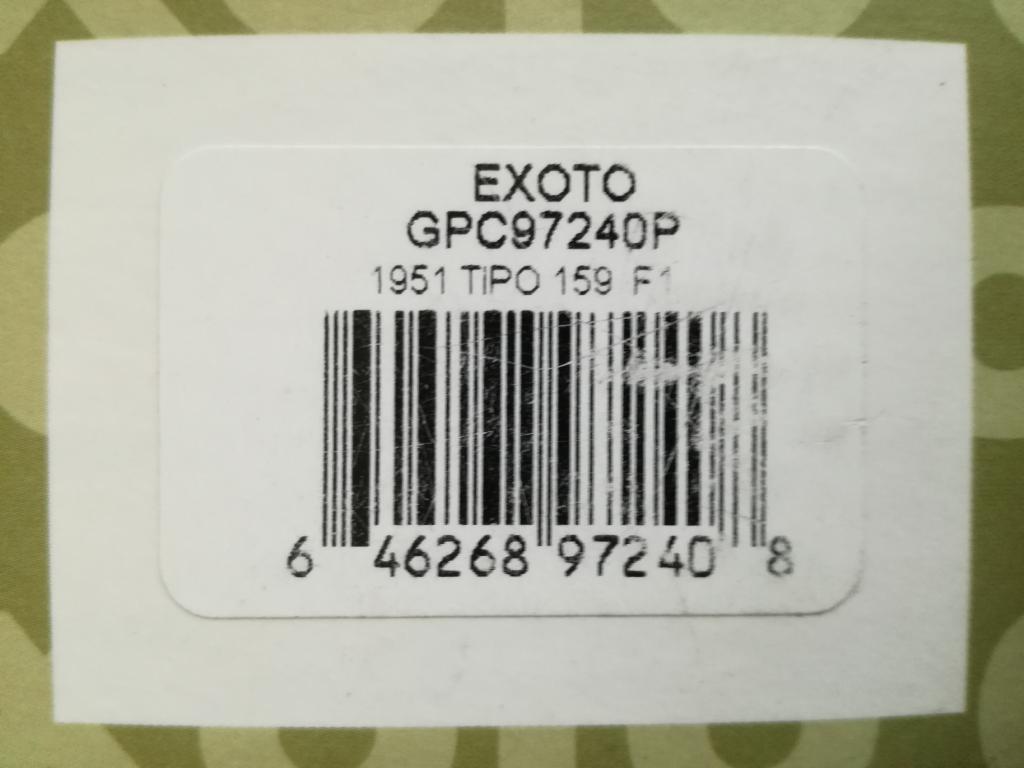 EXOTO
GPC97240P
1951 TIPO 159 F1
6 46268 97240 8